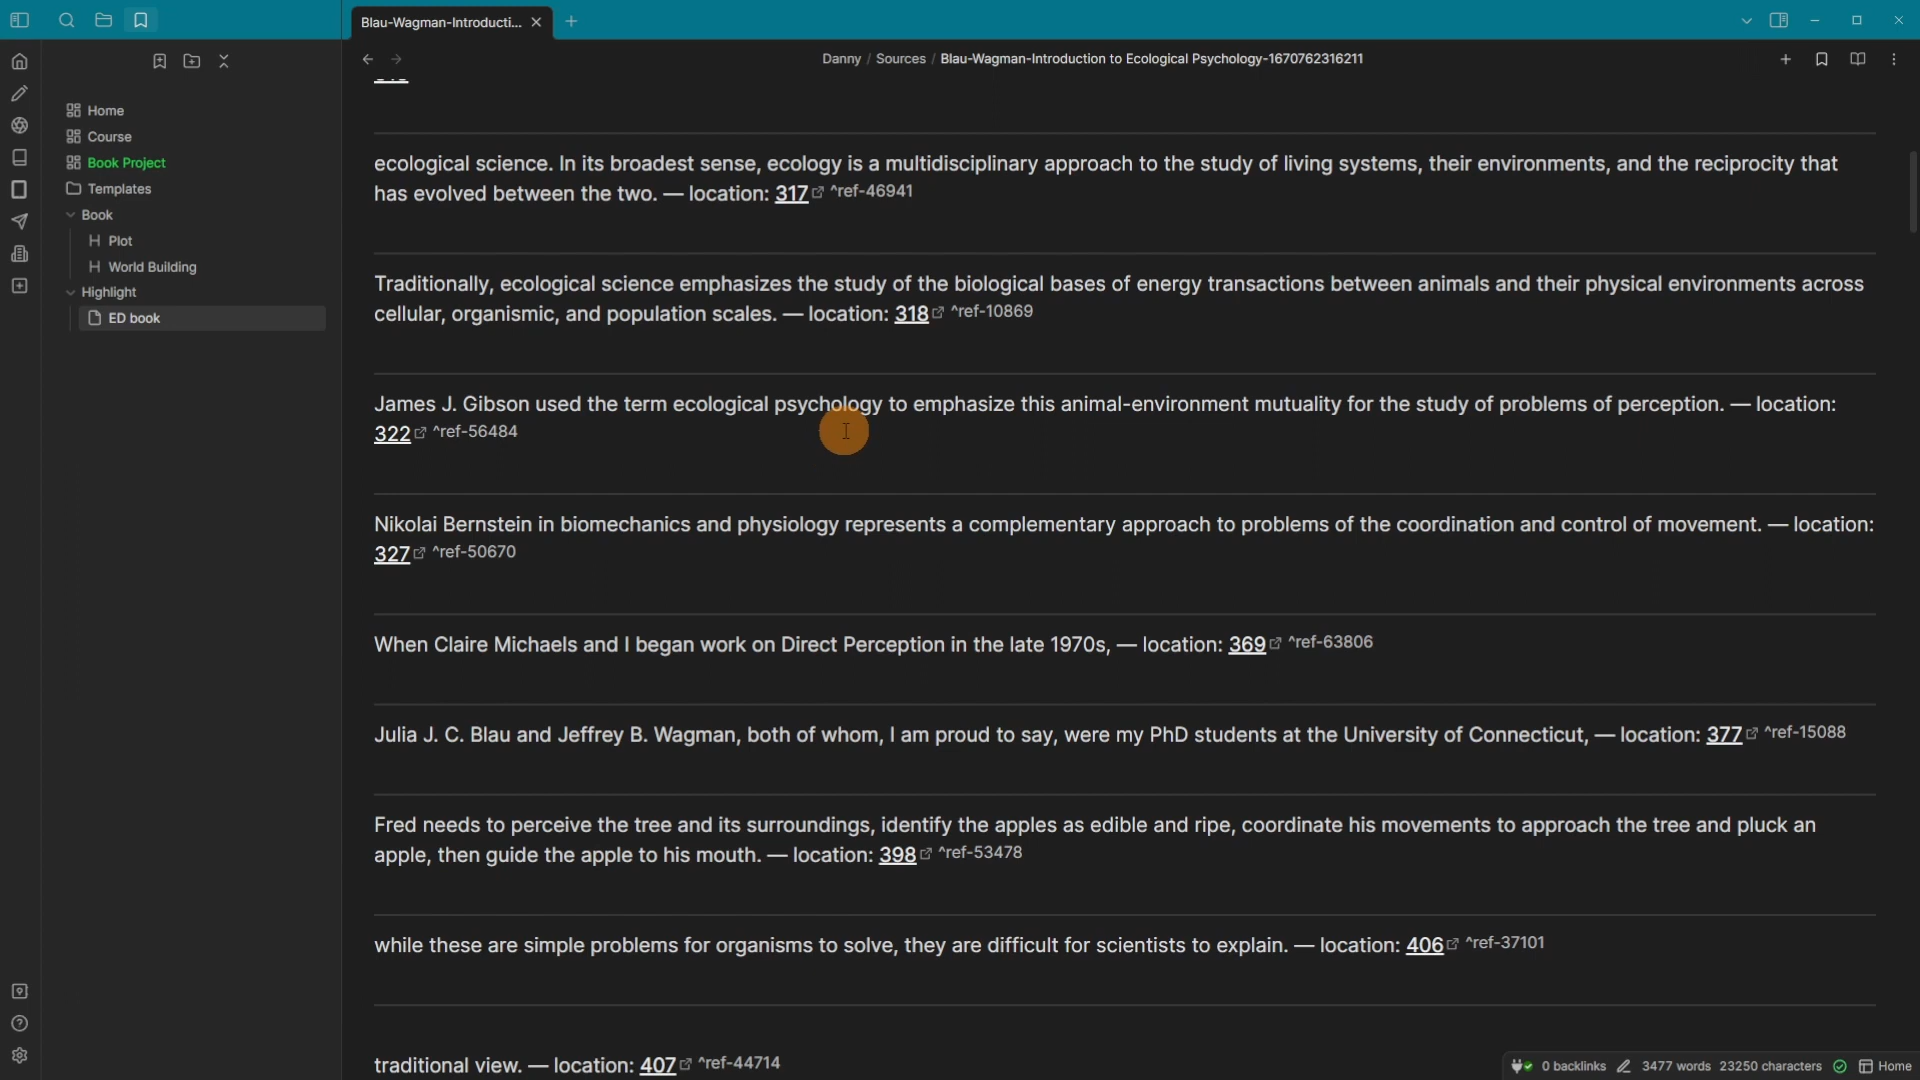 Blau-Wagman-Introducti...
Danny / Sources / Blau-Wagman-Introduction to Ecological Psychology-1670762316211
Home
Course
Book Project
Templates
Book
Plot
World Building
Highlight
ED book
ecological science. In its broadest sense, ecology is a multidisciplinary approach to the study of living systems, their environments, and the reciprocity that
has evolved between the two. — location: 317 ^ref-46941
Traditionally, ecological science emphasizes the study of the biological bases of energy transactions between animals and their physical environments across
cellular, organismic, and population scales. — location: 318 ^ref-10869
James J. Gibson used the term ecological psychology to emphasize this animal-environment mutuality for the study of problems of perception. — location:
322 ^ref-56484
Nikolai Bernstein in biomechanics and physiology represents a complementary approach to problems of the coordination and control of movement. — location:
327 ^ref-50670
When Claire Michaels and I began work on Direct Perception in the late 1970s, — location: 369 ^ref-63806
Julia J. C. Blau and Jeffrey B. Wagman, both of whom, I am proud to say, were my PhD students at the University of Connecticut, — location: 377 ^ref-15088
Fred needs to perceive the tree and its surroundings, identify the apples as edible and ripe, coordinate his movements to approach the tree and pluck an
apple, then guide the apple to his mouth. — location: 398 ^ref-53478
while these are simple problems for organisms to solve, they are difficult for scientists to explain. — location: 406 ^ref-37101
traditional view. — location: 407 ^ref-44714
0 backlinks 3477 words 23250 characters Home